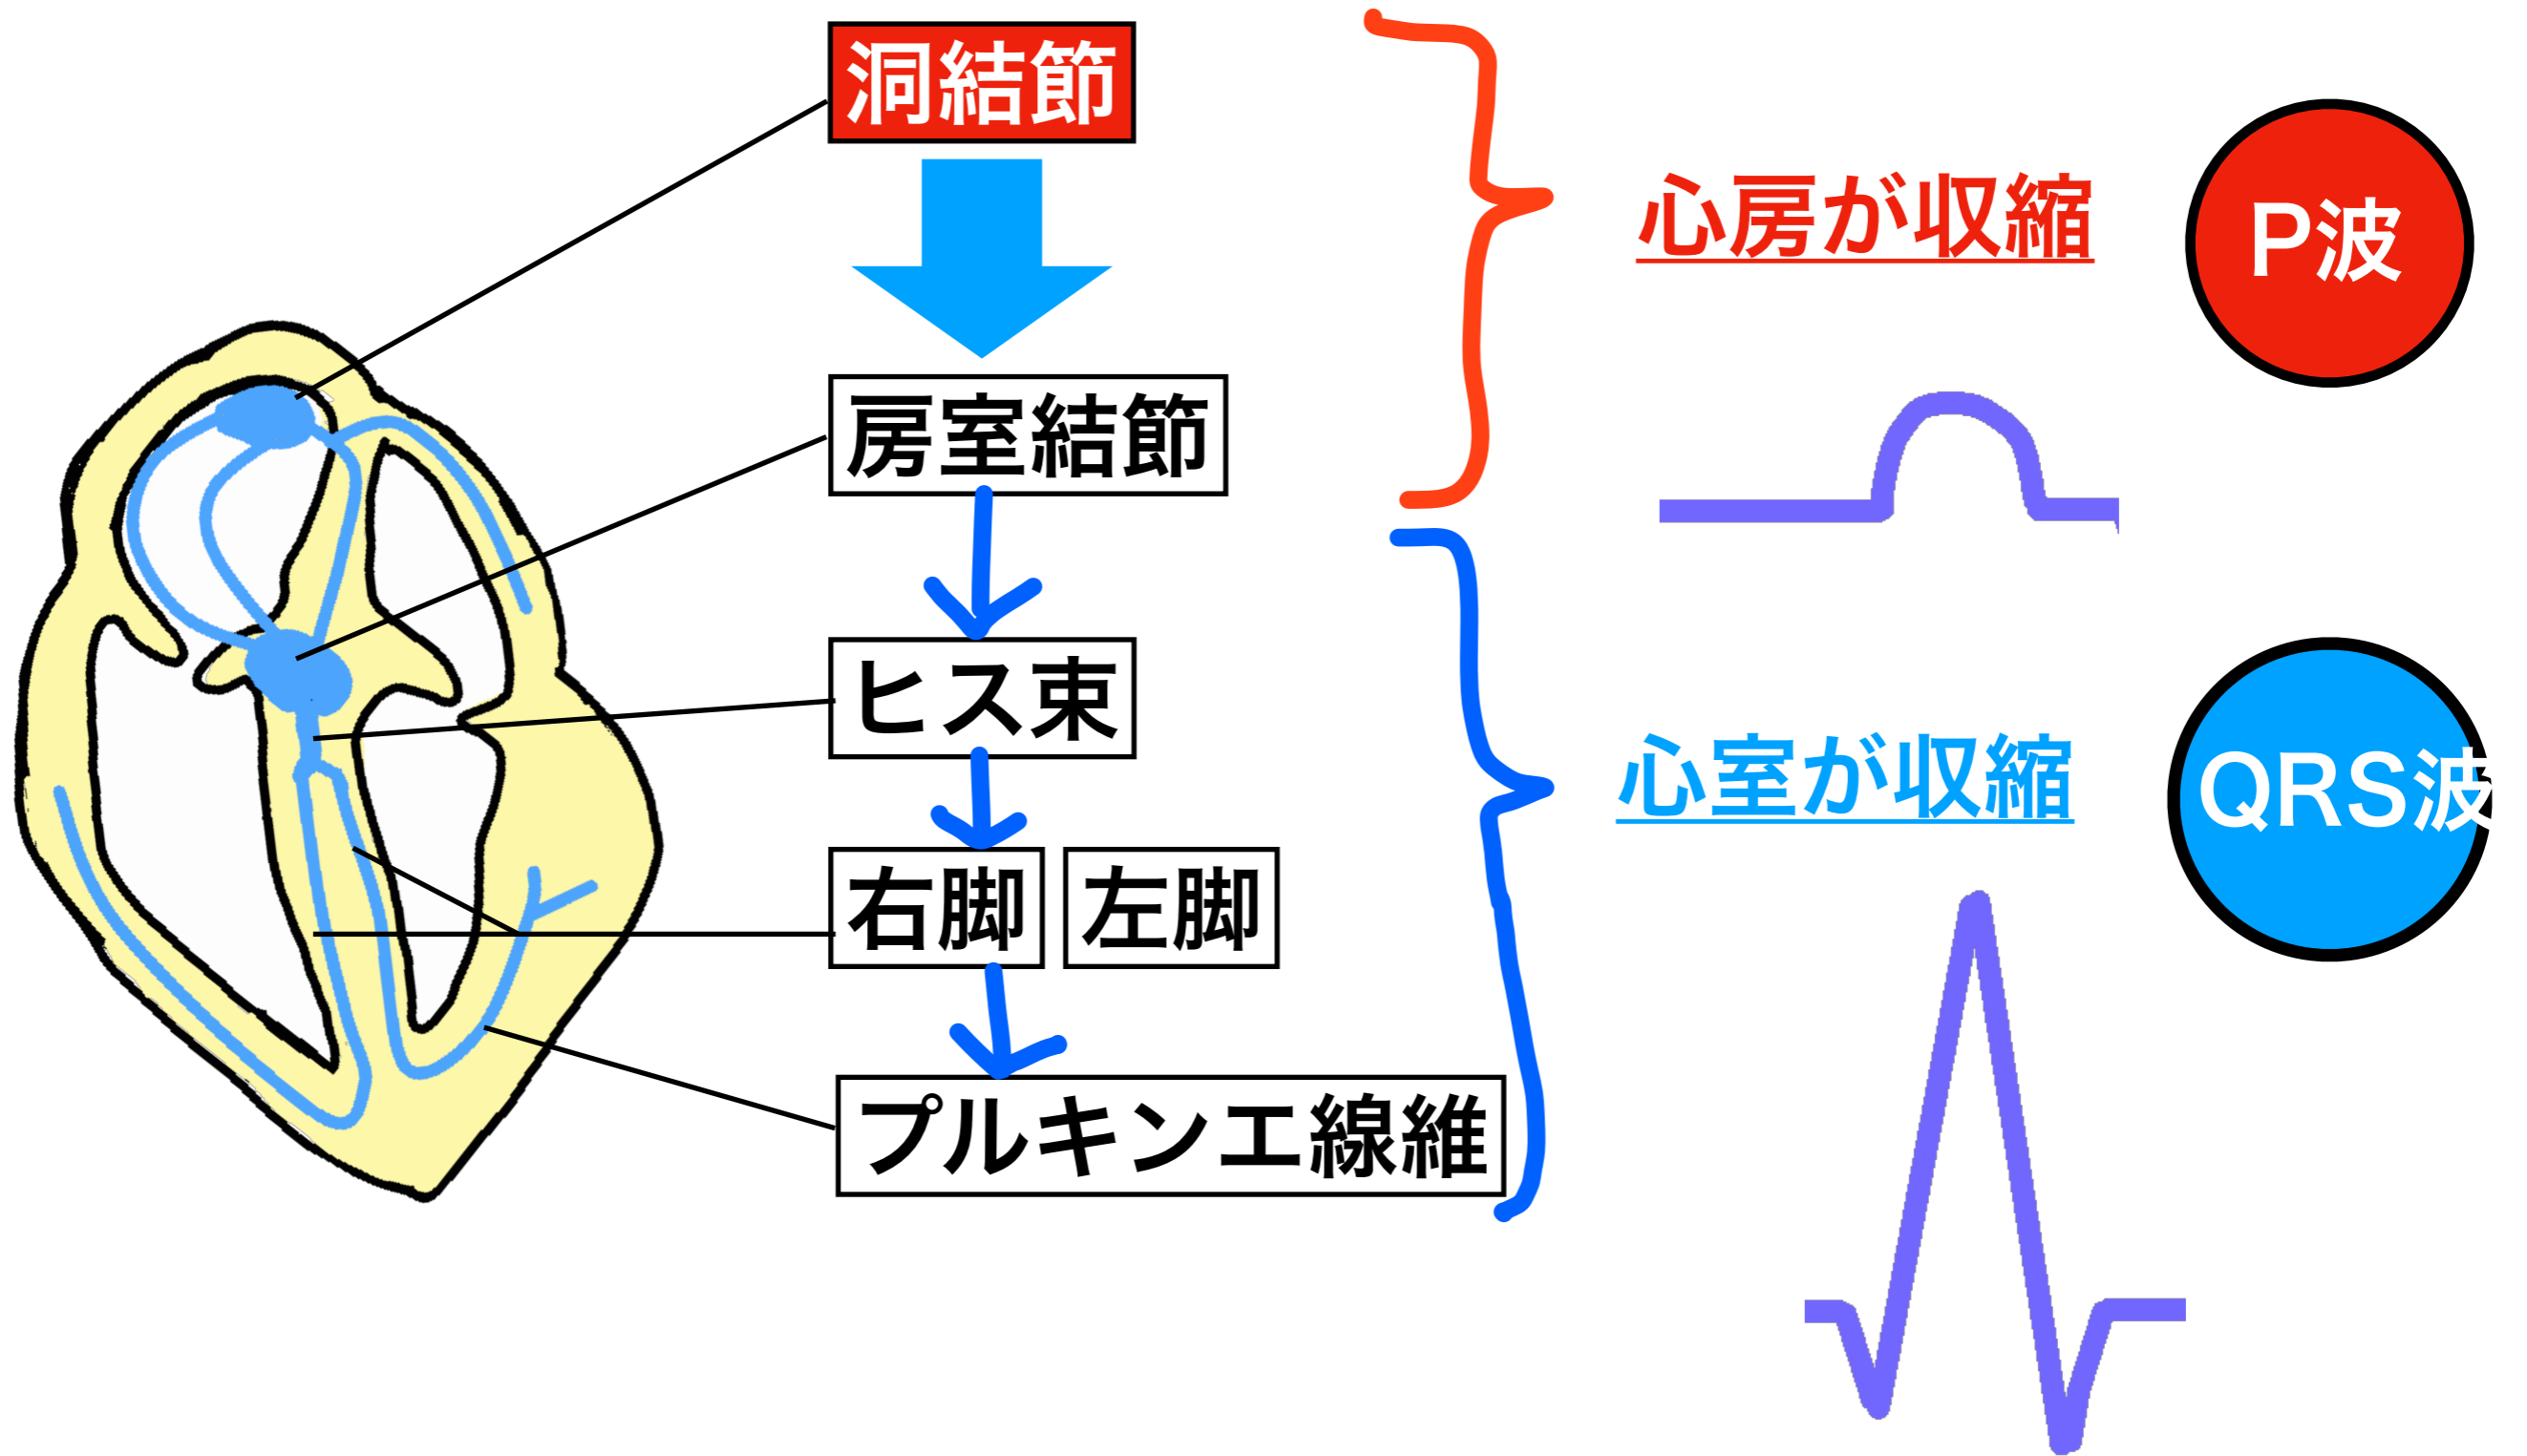 洞結節
心房が収縮
P波
房室結節
ヒス束
心室が収縮
QRS波
右脚
左脚
プルキンエ線維